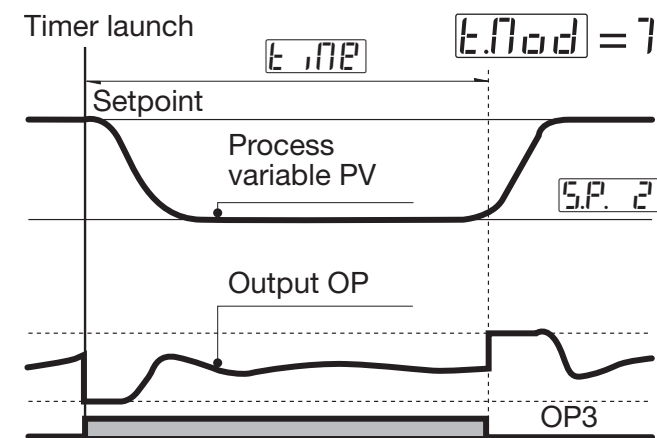 Timer launch
t.Mod = 7
time
Setpoint
Process
variable PV
S.P. 2
Output OP
OP3